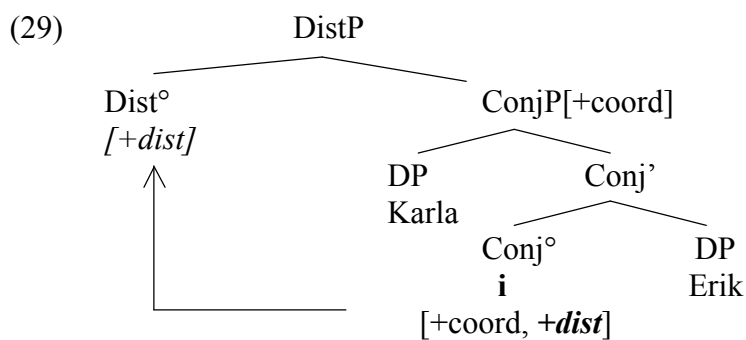 (29) DistP
Dist° ConjP[+coord]
[+dist]
DP Conj’
Karla
Conj° DP
i Erik
[+coord, +dist]